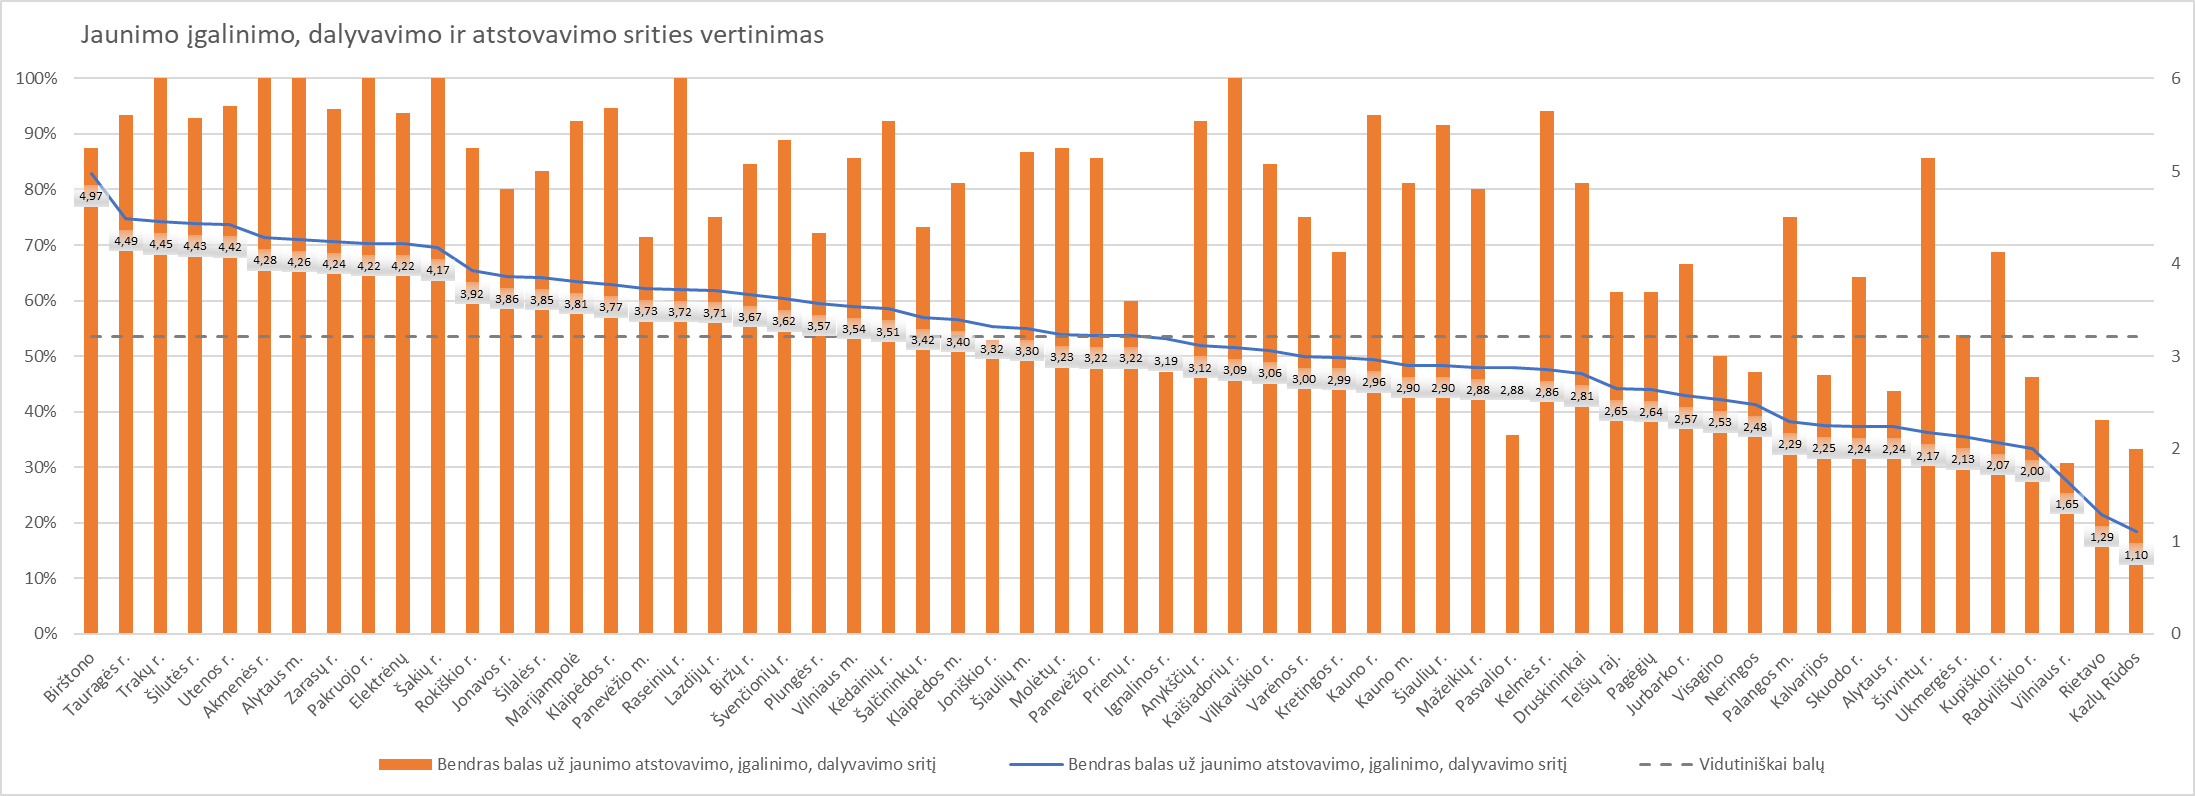 Jaunimo įgalinimo, dalyvavimo ir atstovavimo srities vertinimas
100%
90%
80%
70%
60%
50%
40%
30%
20%
10%
0%
6
5
4
3
2
1
0
4,97
4,49
4,45
4,43
4,42
4,28
4,26
4,24
4,22
4,22
4,17
3,92
3,86
3,85
3,81
3,77
3,73
3,72
3,71
3,67
3,62
3,57
3,54
3,51
3,42
3,40
3,32
3,30
3,23
3,22
3,22
3,19
3,12
3,09
3,06
3,00
2,99
2,96
2,90
2,90
2,88
2,88
2,86
2,81
2,65
2,64
2,57
2,53
2,48
2,29
2,25
2,24
2,24
2,17
2,13
2,07
2,00
1,65
1,29
1,10
Birštono
Tauragės r.
Trakų r.
Šilutės r.
Utenos r.
Akmenės r.
Alytaus m.
Zarasų r.
Pakruojo r.
Elektrėnų
Šakių r.
Rokiškio r.
Jonavos r.
Šilalės r.
Marijampolė
Klaipėdos r.
Panevėžio m.
Raseinių r.
Lazdijų r.
Biržų r.
Švenčionių r.
Plungės r.
Vilniaus m.
Kėdainių r.
Šalčininkų r.
Klaipėdos m.
Joniškio r.
Šiaulių m.
Molėtų r.
Panevėžio r.
Prienų r.
Ignalinos r.
Anykščių r.
Kaišiadorių r.
Vilkaviškio r.
Varėnos r.
Kretingos r.
Kauno r.
Kauno m.
Šiaulių r.
Mažeikių r.
Pasvalio r.
Kelmės r.
Druskininkai
Telšių raj.
Pagėgių
Jurbarko r.
Visagino
Neringos
Palangos m.
Kalvarijos
Skuodo r.
Alytaus r.
Širvintų r.
Ukmergės r.
Kupiškio r.
Radviliškio r.
Vilniaus r.
Rietavo
Kazlų Rūdos
Bendras balas už jaunimo atstovavimo, įgalinimo, dalyvavimo sritį
Bendras balas už jaunimo atstovavimo, įgalinimo, dalyvavimo sritį
Vidutiniškai balų